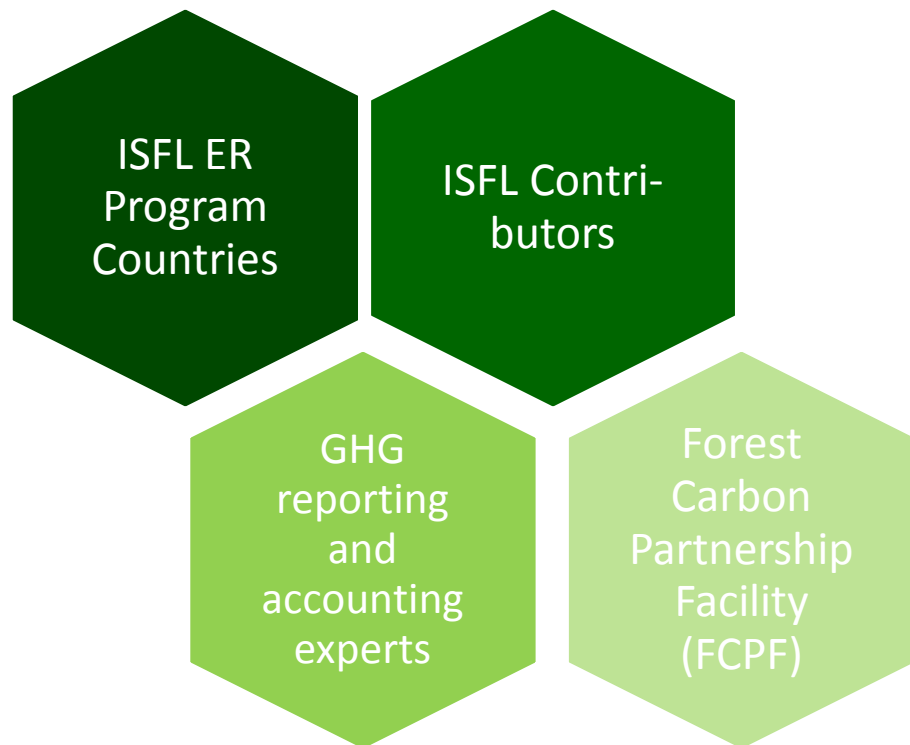 ISFL ER
Program
Countries
ISFL Contri-
butors
GHG
reporting
and
accounting
experts
Forest
Carbon
Partnership
Facility
(FCPF)